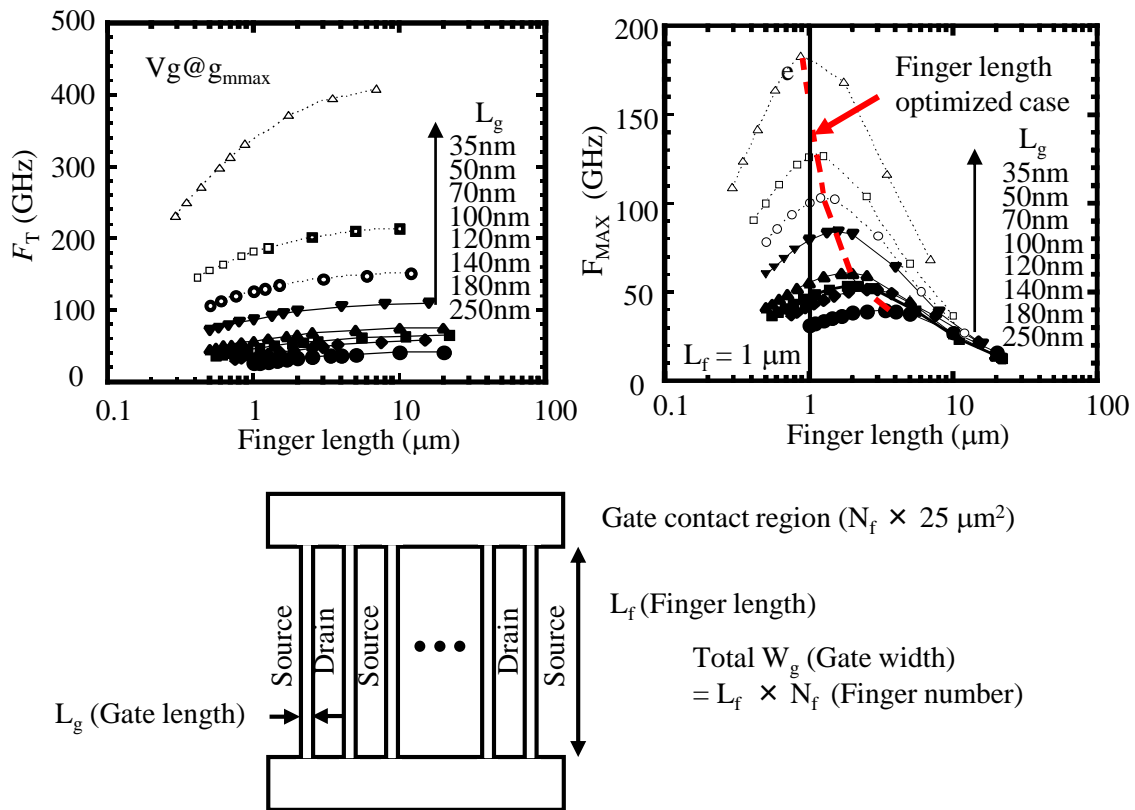 500
400
300
200
100
0
F_T (GHz)
Vg@g_mmax
L_g
35nm
50nm
70nm
100nm
120nm
140nm
180nm
250nm
0.1
1
10
100
Finger length (μm)
200
150
100
50
0
F_MAX (GHz)
e
Finger length
optimized case
L_g
35nm
50nm
70nm
100nm
120nm
140nm
180nm
250nm
L_f = 1 μm
0.1
1
10
100
Finger length (μm)
Gate contact region (N_f × 25 μm²)
Source
Drain
Source
Drain
Source
L_f (Finger length)
Total W_g (Gate width)
= L_f × N_f (Finger number)
L_g (Gate length)